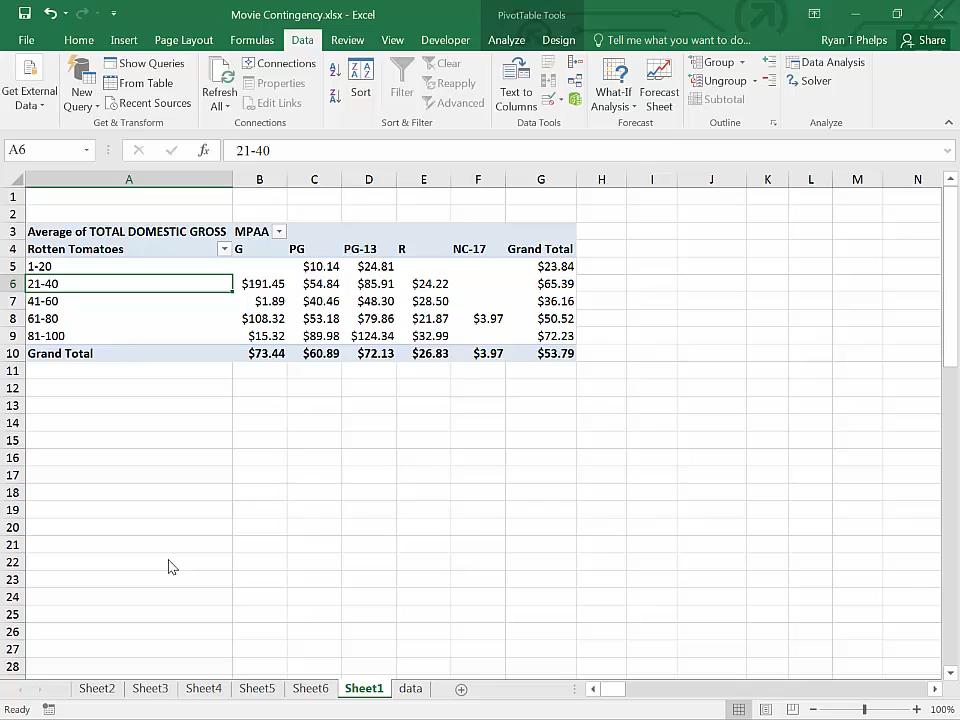 Movie Contingency.xlsx - Excel
PivotTable Tools
File Home Insert Page Layout Formulas Data Review View Developer Analyze Design Tell me what you want to do... Ryan T Phelps Share
Get External Data
New Query
Show Queries
From Table
Recent Sources
Get & Transform
Refresh All
Connections
Properties
Edit Links
Connections
Sort
Filter
Clear
Reapply
Advanced
Sort & Filter
Text to Columns
Data Tools
What-If Analysis
Forecast Sheet
Forecast
Group
Ungroup
Subtotal
Outline
Data Analysis
Solver
Analyze
A6 fx 21-40
A B C D E F G H I J K L M N
1
2
3 Average of TOTAL DOMESTIC GROSS MPAA
4 Rotten Tomatoes G PG PG-13 R NC-17 Grand Total
5 1-20 $10.14 $24.81 $23.84
6 21-40 $191.45 $54.84 $85.91 $24.22 $65.39
7 41-60 $1.89 $40.46 $48.30 $28.50 $36.16
8 61-80 $108.32 $53.18 $79.86 $21.87 $3.97 $50.52
9 81-100 $15.32 $89.98 $124.34 $32.99 $72.23
10 Grand Total $73.44 $60.89 $72.13 $26.83 $3.97 $53.79
11
12
13
14
15
16
17
18
19
20
21
22
23
24
25
26
27
28
Sheet2 Sheet3 Sheet4 Sheet5 Sheet6 Sheet1 data
Ready 100%